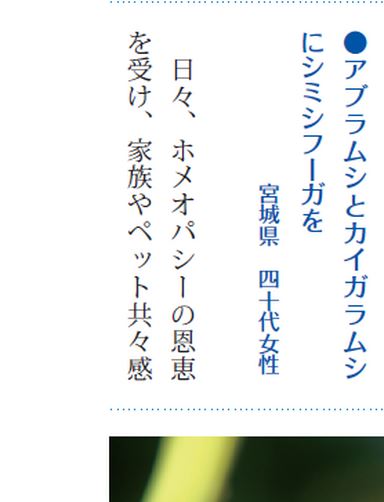 ●アブラムシとカイガラムシ
にシミシフーガを
宮城県　四十代女性
日々、ホメオパシーの恩恵
を受け、家族やペット共々感